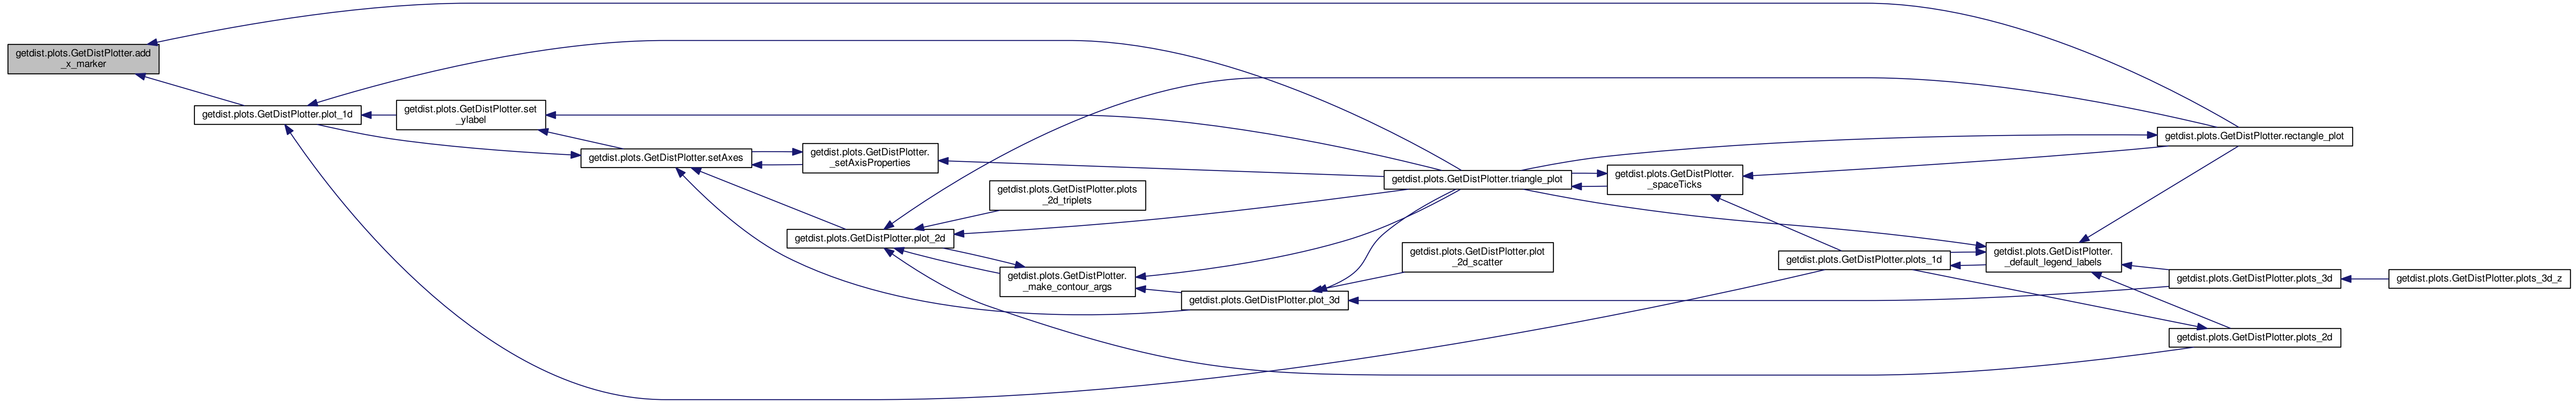 getdist.plots.GetDistPlotter.add
_x_marker
getdist.plots.GetDistPlotter.plot_1d
getdist.plots.GetDistPlotter.set
_ylabel
getdist.plots.GetDistPlotter.setAxes
getdist.plots.GetDistPlotter.
_setAxisProperties
getdist.plots.GetDistPlotter.plots
_2d_triplets
getdist.plots.GetDistPlotter.plot_2d
getdist.plots.GetDistPlotter.
_make_contour_args
getdist.plots.GetDistPlotter.plot_3d
getdist.plots.GetDistPlotter.plot
_2d_scatter
getdist.plots.GetDistPlotter.triangle_plot
getdist.plots.GetDistPlotter.
_spaceTicks
getdist.plots.GetDistPlotter.plots_1d
getdist.plots.GetDistPlotter.
_default_legend_labels
getdist.plots.GetDistPlotter.rectangle_plot
getdist.plots.GetDistPlotter.plots_3d
getdist.plots.GetDistPlotter.plots_2d
getdist.plots.GetDistPlotter.plots_3d_z